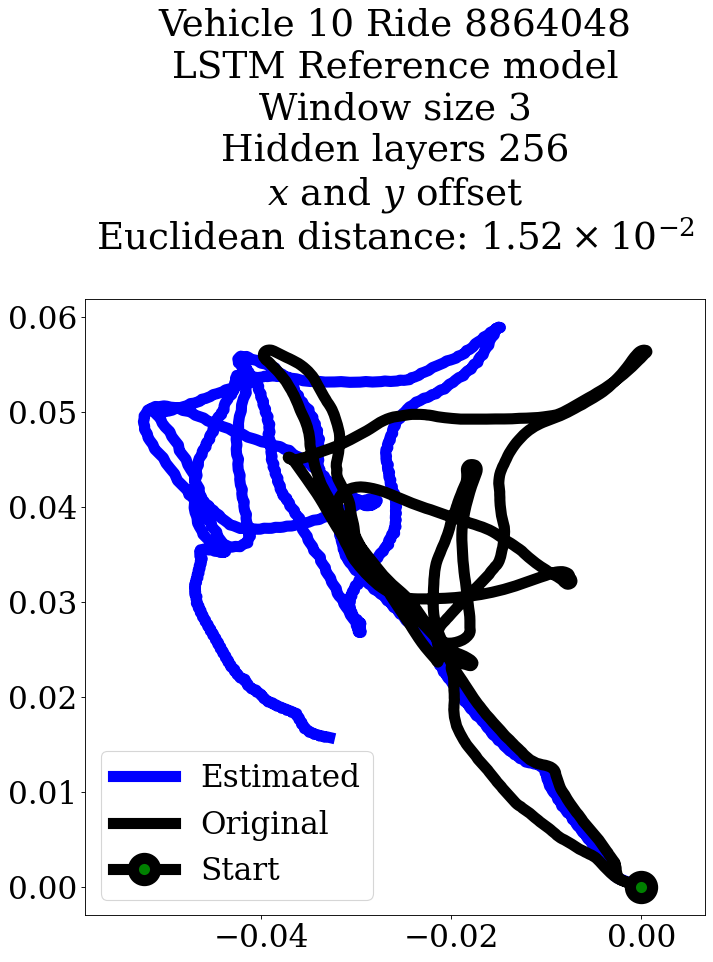 Vehicle 10 Ride 8864048
LSTM Reference model
Window size 3
Hidden layers 256
x and y offset
Euclidean distance: 1.52 × 10⁻²
0.06
0.05
0.04
0.03
0.02
0.01
0.00
Estimated
Original
Start
−0.04 −0.02 0.00